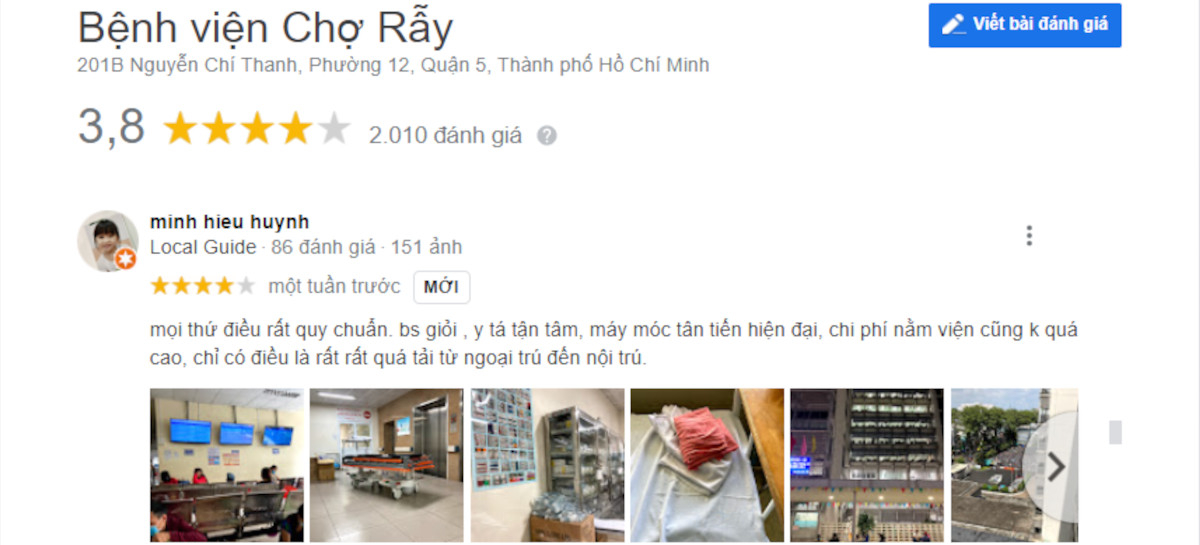 Bệnh viện Chợ Rẫy
Viết bài đánh giá
201B Nguyễn Chí Thanh, Phường 12, Quận 5, Thành phố Hồ Chí Minh
3,8 2.010 đánh giá ?
minh hieu huynh
Local Guide · 86 đánh giá · 151 ảnh
một tuần trước MỚI
mọi thứ điều rất quy chuẩn. bs giỏi , y tá tận tâm, máy móc tân tiến hiện đại, chi phí nằm viện cũng k quá
cao, chỉ có điều là rất rất quá tải từ ngoại trú đến nội trú.